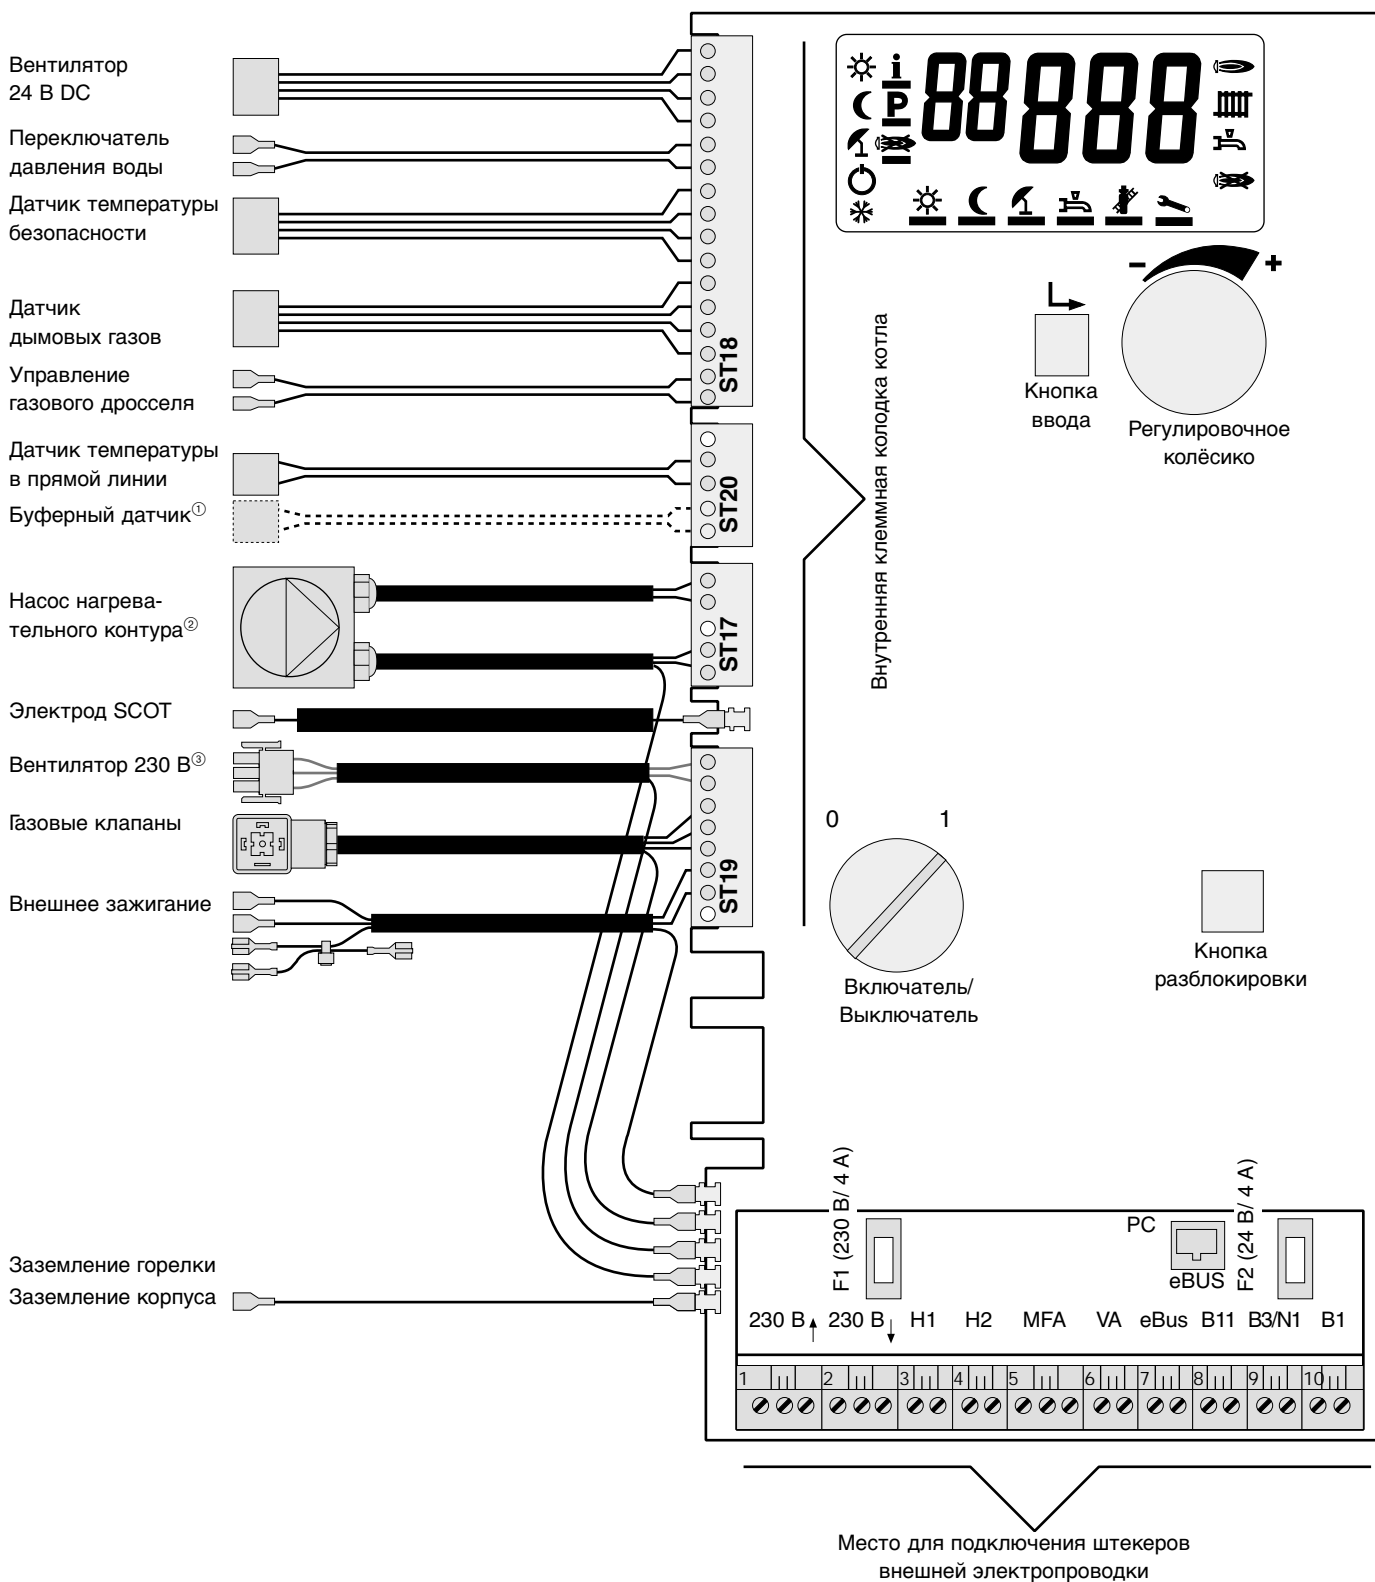 Вентилятор
24 В DC
Переключатель
давления воды
Датчик температуры
безопасности
Датчик
дымовых газов
Управление
газового дросселя
Датчик температуры
в прямой линии
Буферный датчик①
Насос нагрева-
тельного контура②
Электрод SCOT
Вентилятор 230 В③
Газовые клапаны
Внешнее зажигание
Заземление горелки
Заземление корпуса
ST18
ST20
ST17
ST19
Внутренняя клеммная колодка котла
i
P
88 888
- +
Кнопка
ввода
Регулировочное
колёсико
0 1
Включатель/
Выключатель
Кнопка
разблокировки
F1 (230 В/ 4 А)
PC
eBUS
F2 (24 В/ 4 А)
230 В 230 В H1 H2 MFA VA eBus B11 B3/N1 B1
1 2 3 4 5 6 7 8 9 10
Место для подключения штекеров
внешней электропроводки